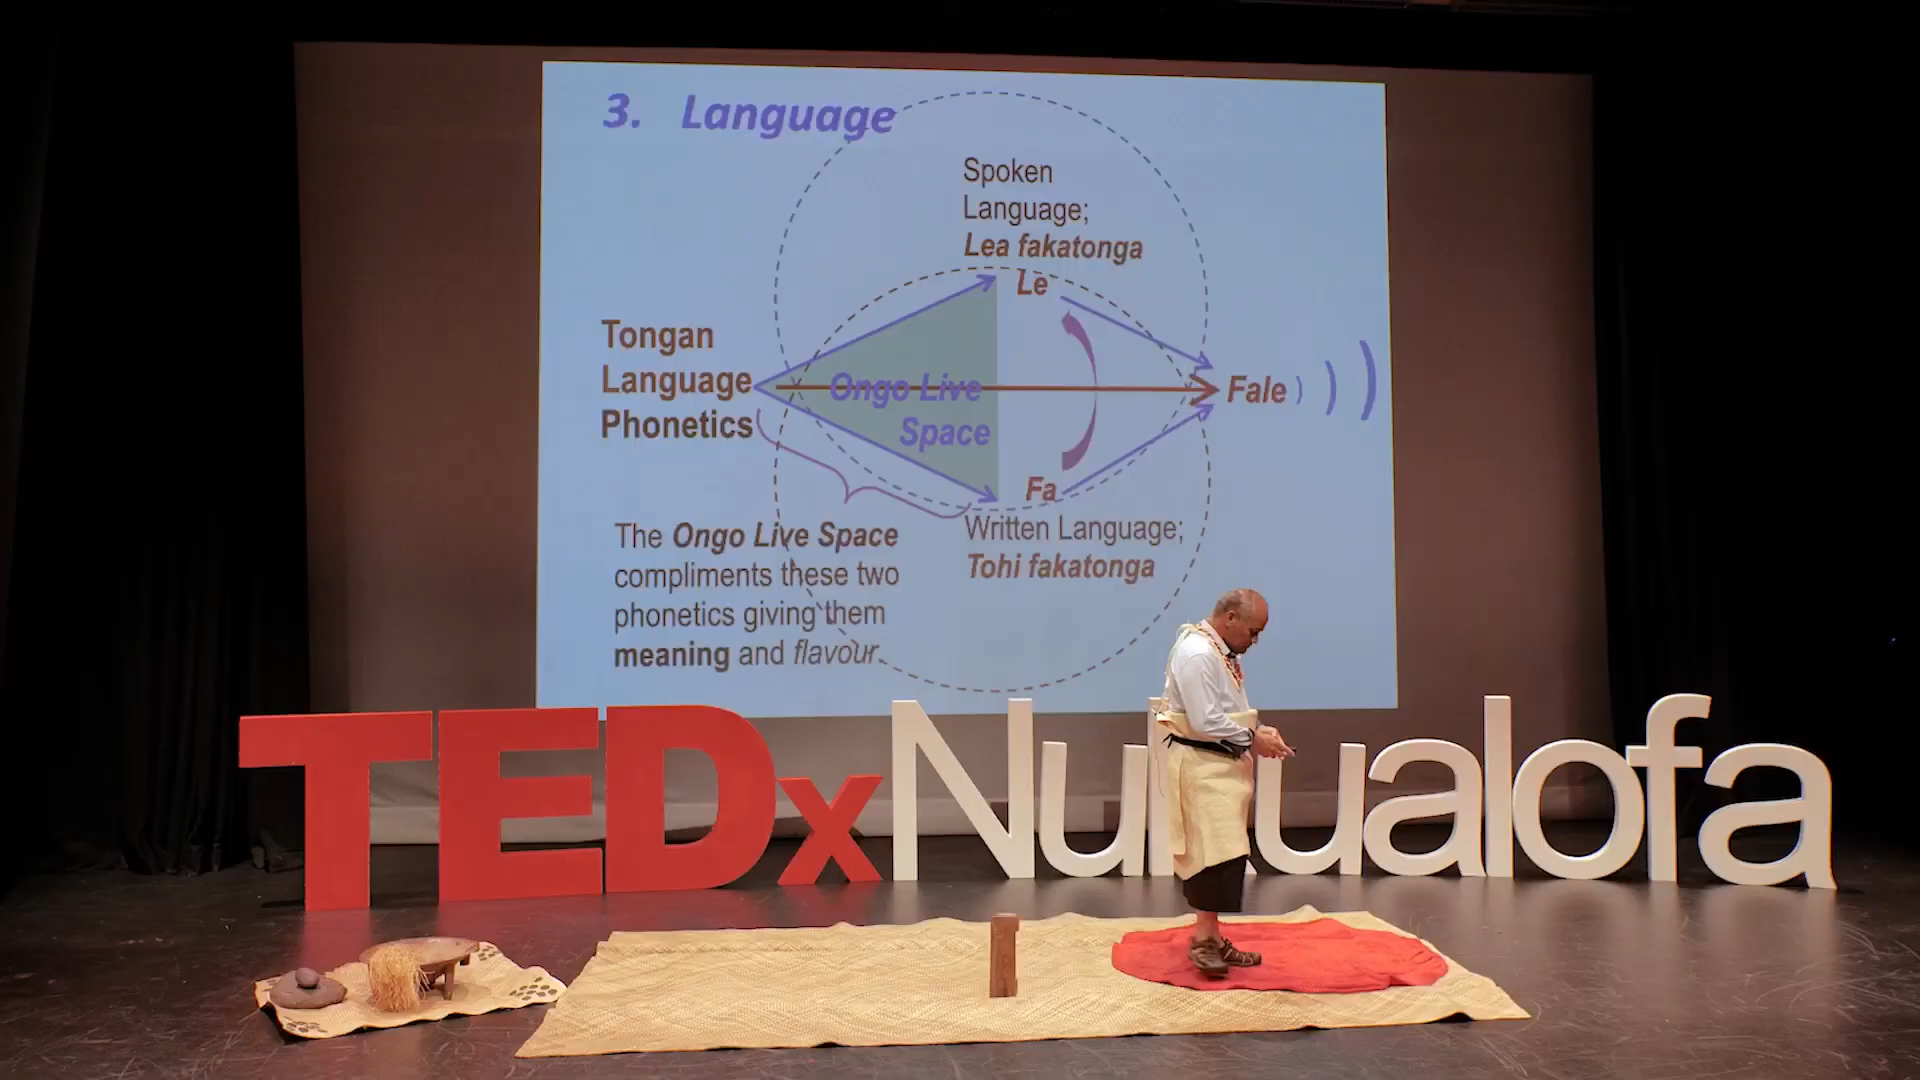 3. Language
Spoken
Language;
Lea fakatonga
Le
Tongan
Language
Phonetics
Ongo Live
Space
Fale
Fa
Written Language;
Tohi fakatonga
The Ongo Live Space
compliments these two
phonetics giving them
meaning and flavour.
TEDxNukualofa